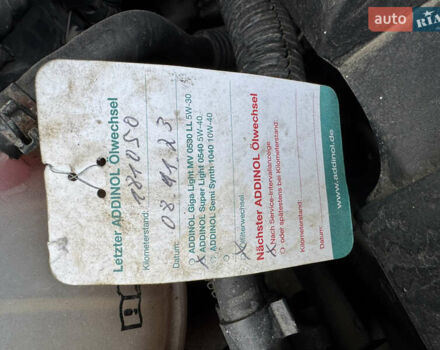 Letzter ADDINOL Ölwechsel
Kilometerstand: 181050
Datum: 08.11.23
ADDINOL Giga Light MV 0530 LL 5W-30
X ADDINOL Super Light 0540 5W-40
ADDINOL Semi Synth 1040 10W-40
X Filterwechsel
Nächster ADDINOL Ölwechsel
X Nach Service-Intervallanzeige
oder spätestens bei Kilometerstand:
Kilometerstand:
Datum:
www.addinol.de
auto
RIA